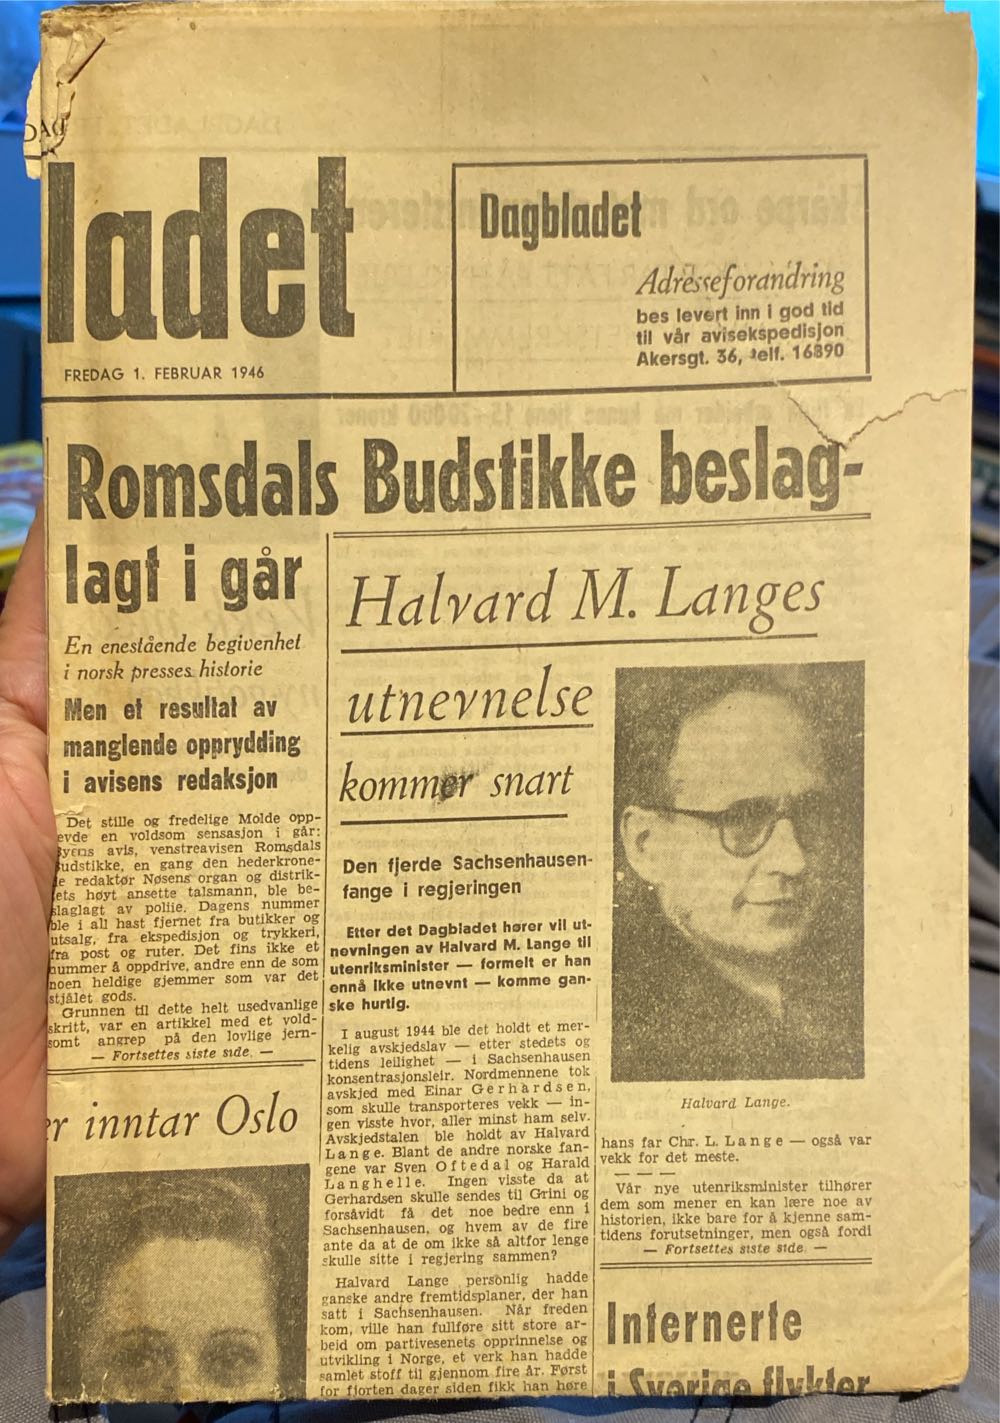 DAG
ladet
FREDAG 1. FEBRUAR 1946
Dagbladet
Adresseforandring
bes levert inn i god tid
til vår avisekspedisjon
Akersgt. 36, Telf. 16890
Romsdals Budstikke beslag-
lagt i går
En enestående begivenhet
i norsk presses historie
Men et resultat av
manglende opprydding
i avisens redaksjon
Det stille og fredelige Molde opp-
evde en voldsom sensasjon i går:
yens avis, venstreavisen Romsdals
udstikke, en gang den hederkrone-
e redaktør Nøsens organ og distrik-
ets høyt ansette talsmann, ble be-
slaglagt av politie. Dagens nummer
ble i all hast fjernet fra butikker og
utsalg, fra ekspedisjon og trykkeri,
fra post og ruter. Det fins ikke et
nummer å oppdrive, andre enn de som
noen heldige gjemmer som var det
stjålet gods.
Grunnen til dette helt usedvanlige
skritt, var en artikkel med et vold-
somt angrep på den lovlige jern-
— Fortsettes siste side. —
er inntar Oslo
Halvard M. Langes
utnevnelse
kommer snart
Den fjerde Sachsenhausen-
fange i regjeringen
Etter det Dagbladet hører vil ut-
nevningen av Halvard M. Lange til
utenriksminister — formelt er han
ennå ikke utnevnt — komme gan-
ske hurtig.
I august 1944 ble det holdt et mer-
kelig avskjedslav — etter stedets og
tidens leilighet — i Sachsenhausen
konsentrasjonsleir. Nordmennene tok
avskjed med Einar Gerhardsen,
som skulle transporteres vekk — in-
gen visste hvor, aller minst ham selv.
Avskjedstalen ble holdt av Halvard
Lange. Blant de andre norske fan-
gene var Sven Oftedal og Harald
Langhelle. Ingen visste da at
Gerhardsen skulle sendes til Grini og
forsåvidt få det noe bedre enn i
Sachsenhausen, og hvem av de fire
ante da at de om ikke så altfor lenge
skulle sitte i regjering sammen?
Halvard Lange personlig hadde
ganske andre fremtidsplaner, der han
satt i Sachsenhausen. Når freden
kom, ville han fullføre sitt store ar-
beid om partivesenets opprinnelse og
utvikling i Norge, et verk han hadde
samlet stoff til gjennom fire år. Først
for fjorten dager siden fikk han høre
Halvard Lange.
hans far Chr. L. Lange — også var
vekk for det meste.
— — —
Vår nye utenriksminister tilhører
dem som mener en kan lære noe av
historien, ikke bare for å kjenne sam-
tidens forutsetninger, men også fordi
— Fortsettes siste side. —
Internerte
i Sverige flykter